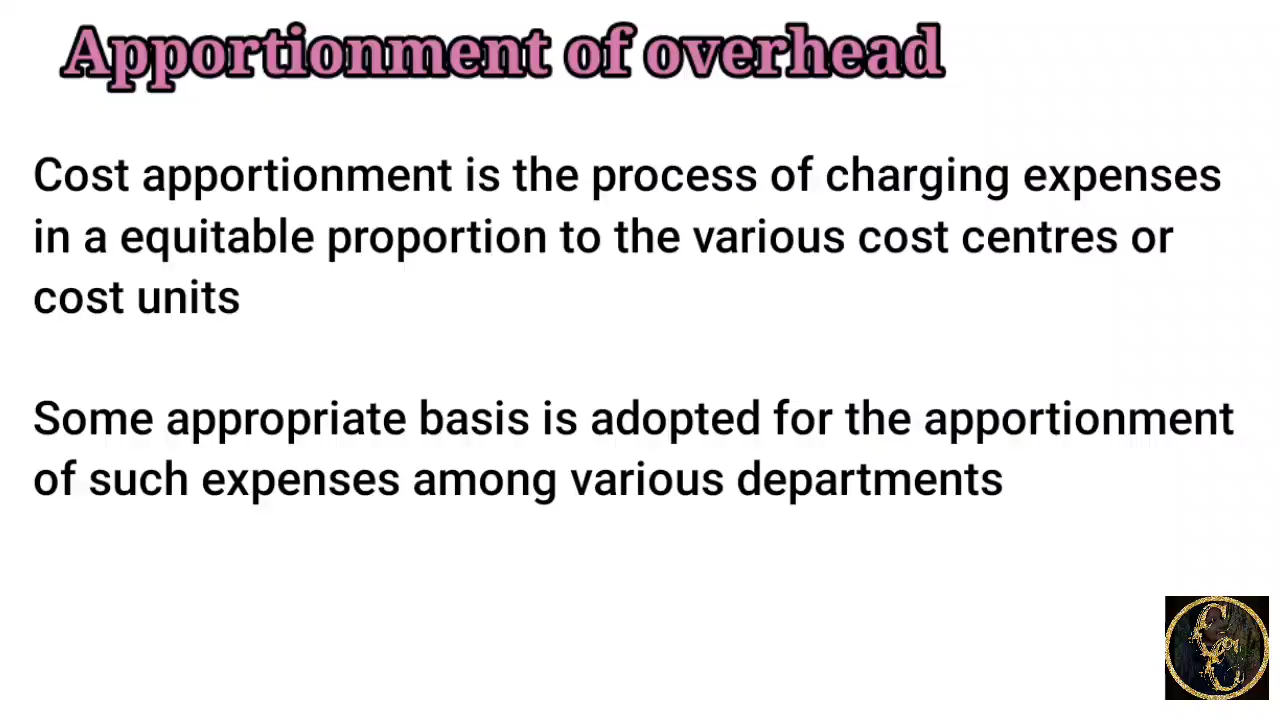 Apportionment of overhead
Cost apportionment is the process of charging expenses
in a equitable proportion to the various cost centres or
cost units
Some appropriate basis is adopted for the apportionment
of such expenses among various departments